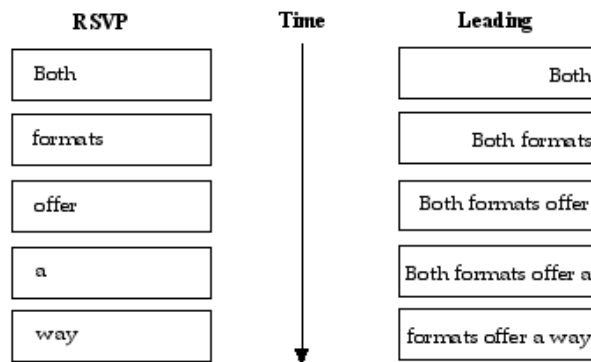 RSVP Time Leading
Both Both
formats Both formats
offer Both formats offer
a Both formats offer a
way formats offer a way